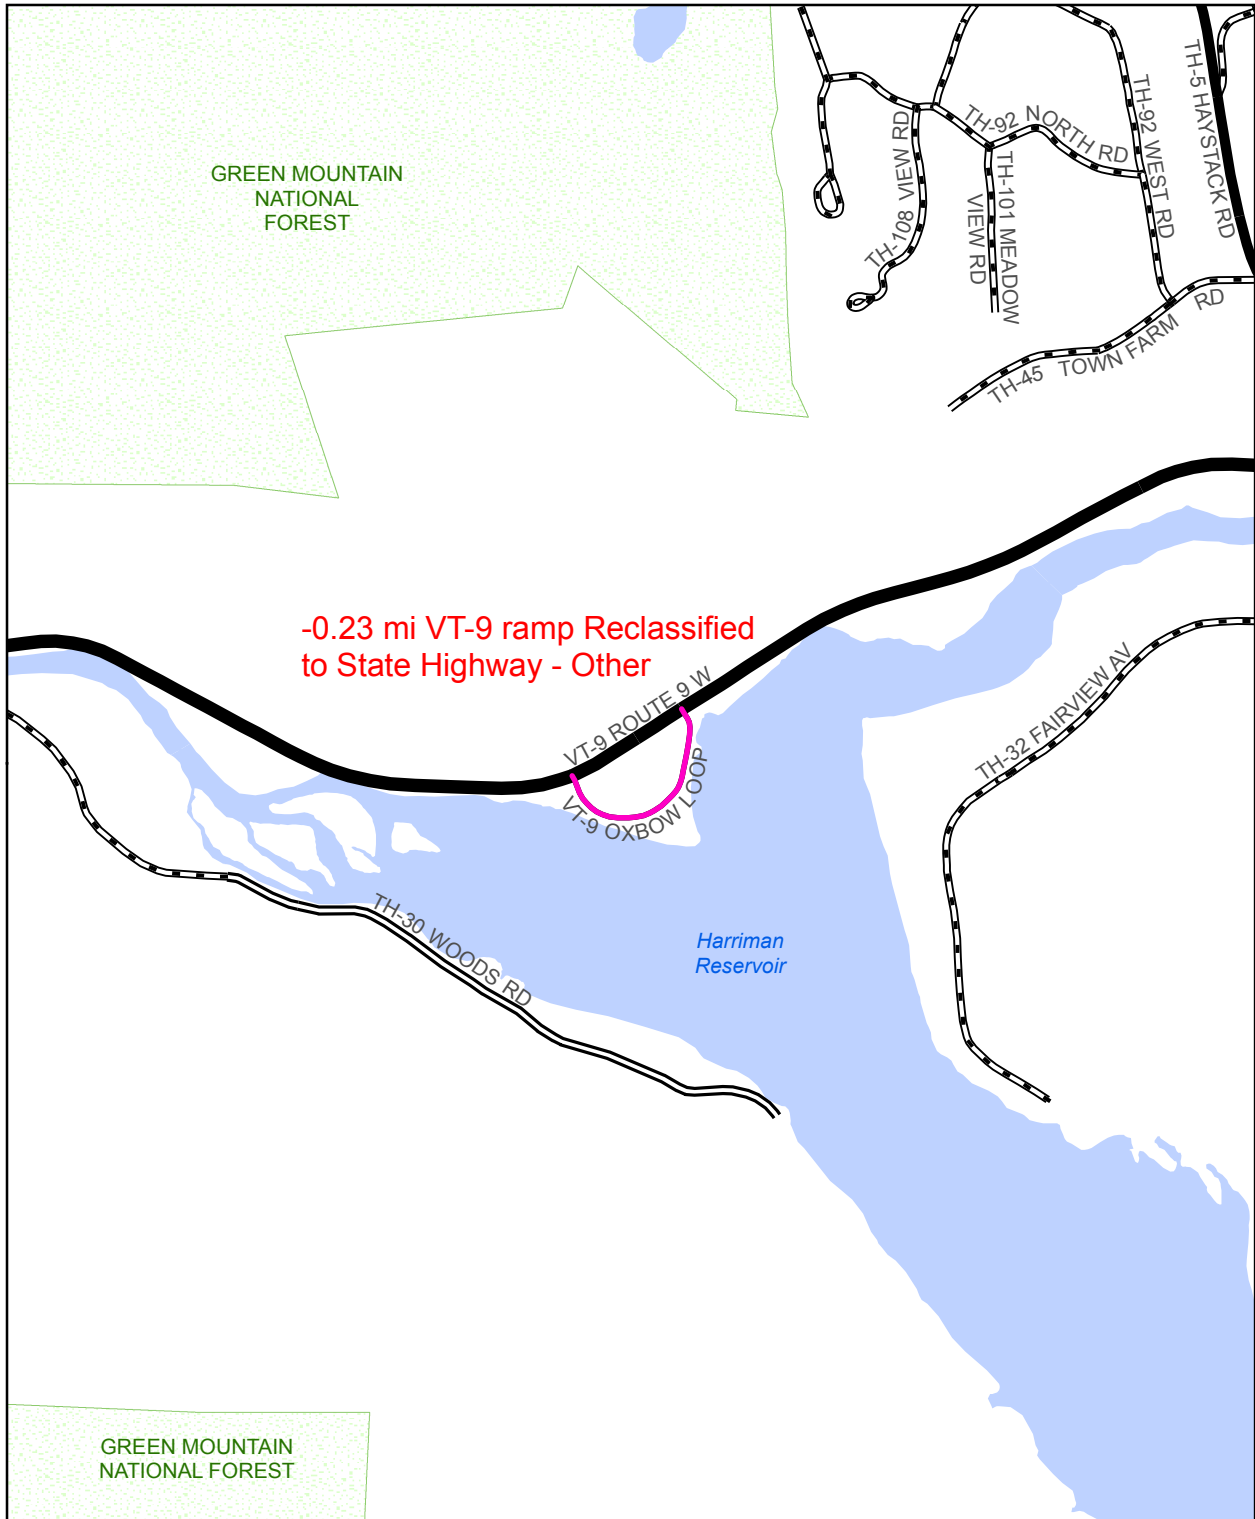 GREEN MOUNTAIN
NATIONAL
FOREST
TH-108 VIEW RD
TH-92 NORTH RD
TH-101 MEADOW
VIEW RD
TH-92 WEST RD
TH-5 HAYSTACK RD
TH-45 TOWN FARM RD
-0.23 mi VT-9 ramp Reclassified
to State Highway - Other
VT-9 ROUTE 9 W
VT-9 OXBOW LOOP
TH-32 FAIRVIEW AV
TH-30 WOODS RD
Harriman
Reservoir
GREEN MOUNTAIN
NATIONAL FOREST